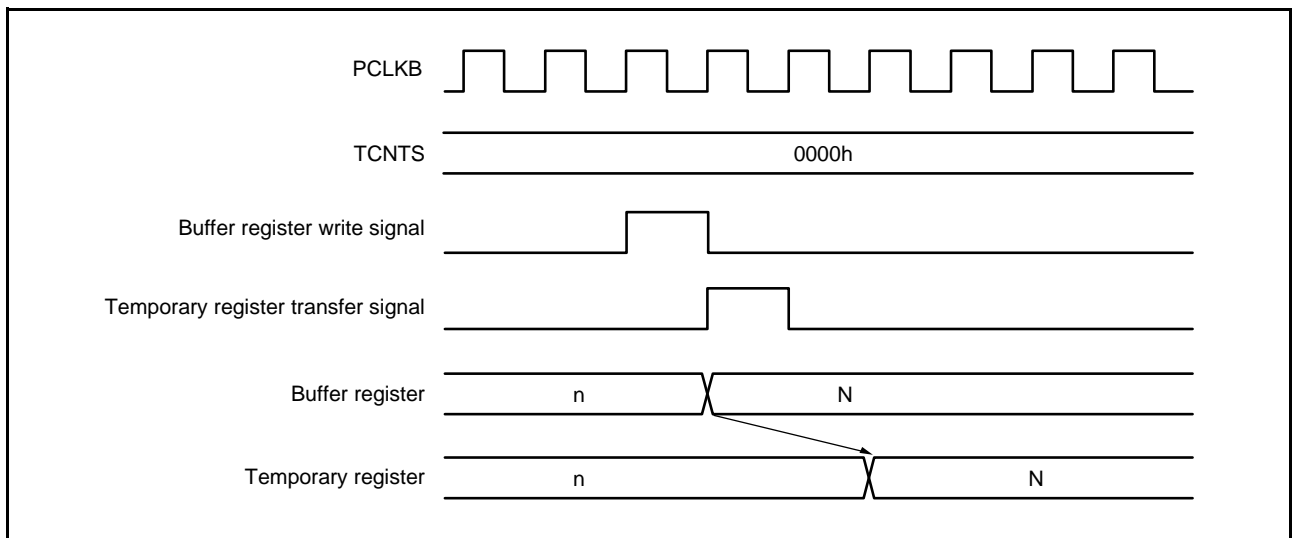 PCLKB
TCNTS 0000h
Buffer register write signal
Temporary register transfer signal
Buffer register n N
Temporary register n N